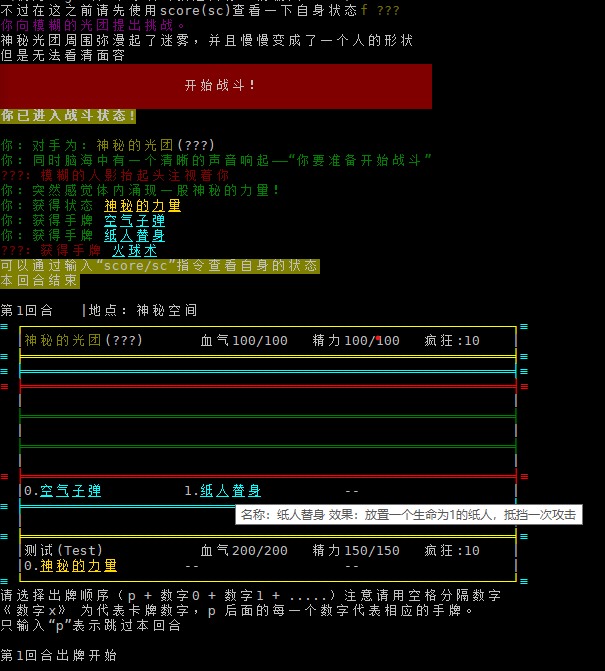 不过在这之前请先使用score(sc)查看一下自身状态f ???
你向模糊的光团提出挑战。
神秘光团周围弥漫起了迷雾，并且慢慢变成了一个人的形状
但是无法看清面容
开始战斗！
你已进入战斗状态！
你：对手为：神秘的光团(???)
你：同时脑海中有一个清晰的声音响起——“你要准备开始战斗”
???：模糊的人影抬起头注视着你
你：突然感觉体内涌现一股神秘的力量！
你：获得状态 神秘的力量
你：获得手牌 空气子弹
你：获得手牌 纸人替身
???：获得手牌 火球术
可以通过输入“score/sc”指令查看自身的状态
本回合结束
第1回合 |地点：神秘空间
神秘的光团(???) 血气100/100 精力100/100 疯狂:10
0.空气子弹 1.纸人替身 --
名称：纸人替身 效果：放置一个生命为1的纸人，抵挡一次攻击
测试(Test) 血气200/200 精力150/150 疯狂:10
0.神秘的力量 -- --
请选择出牌顺序（p + 数字0 + 数字1 + .....）注意请用空格分隔数字
《数字x》 为代表卡牌数字，p 后面的每一个数字代表相应的手牌。
只输入“p”表示跳过本回合
第1回合出牌开始